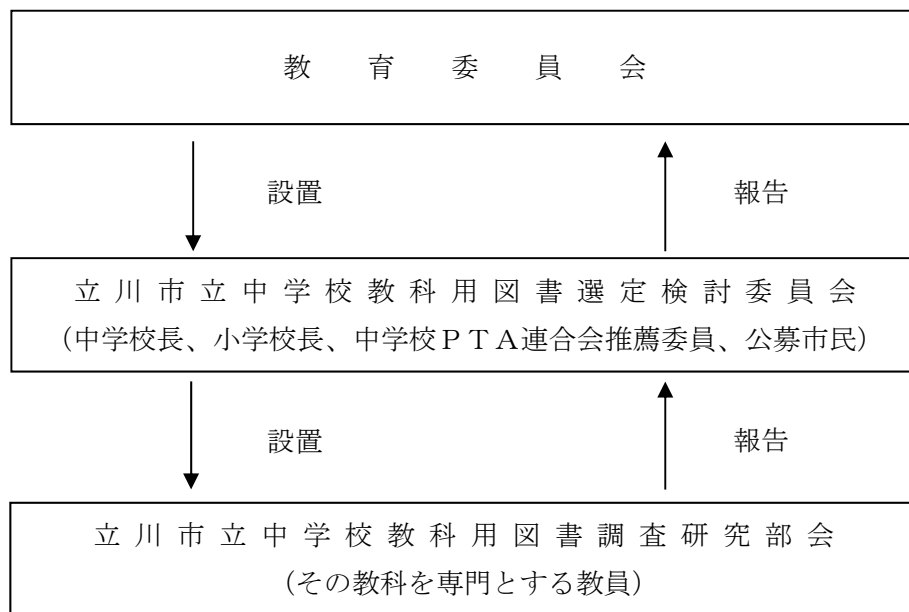 教育委員会
設置 報告
立川市立中学校教科用図書選定検討委員会
（中学校長、小学校長、中学校ＰＴＡ連合会推薦委員、公募市民）
設置 報告
立川市立中学校教科用図書調査研究部会
（その教科を専門とする教員）